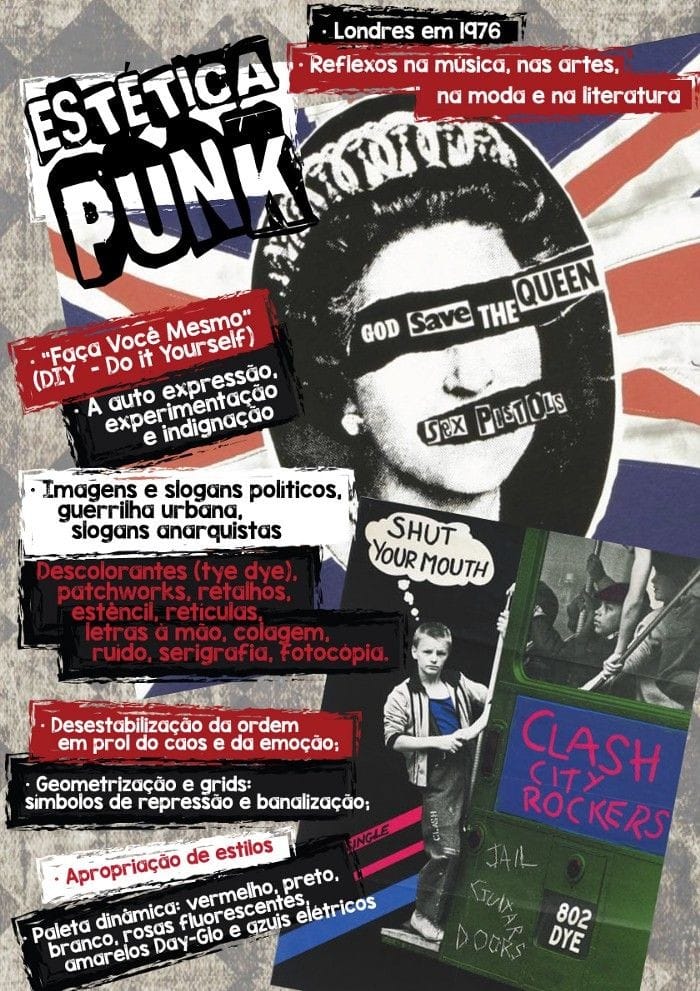 · Londres em 1976
· Reflexos na música, nas artes,
na moda e na literatura
ESTÉTICA
PUNK
GOD Save THE QUEEN
SEX PISTOLS
· "Faça Você Mesmo"
(DIY - Do it Yourself)
· A auto expressão,
experimentação
e indignação
· Imagens e slogans politicos,
guerrilha urbana,
slogans anarquistas
Descolorantes (tye dye),
patchworks, retalhos,
estêncil, retículas,
letras à mão, colagem,
ruído, serigrafia, fotocópia.
SHUT
YOUR MOUTH
CLASH
CITY
ROCKERS
CLASH
SINGLE
JAIL
GUITAR
DOORS
802
DYE
· Desestabilização da ordem
em prol do caos e da emoção;
· Geometrização e grids:
símbolos de repressão e banalização;
· Apropriação de estilos
· Paleta dinâmica: vermelho, preto,
branco, rosas fluorescentes,
amarelos Day-Glo e azuis elétricos